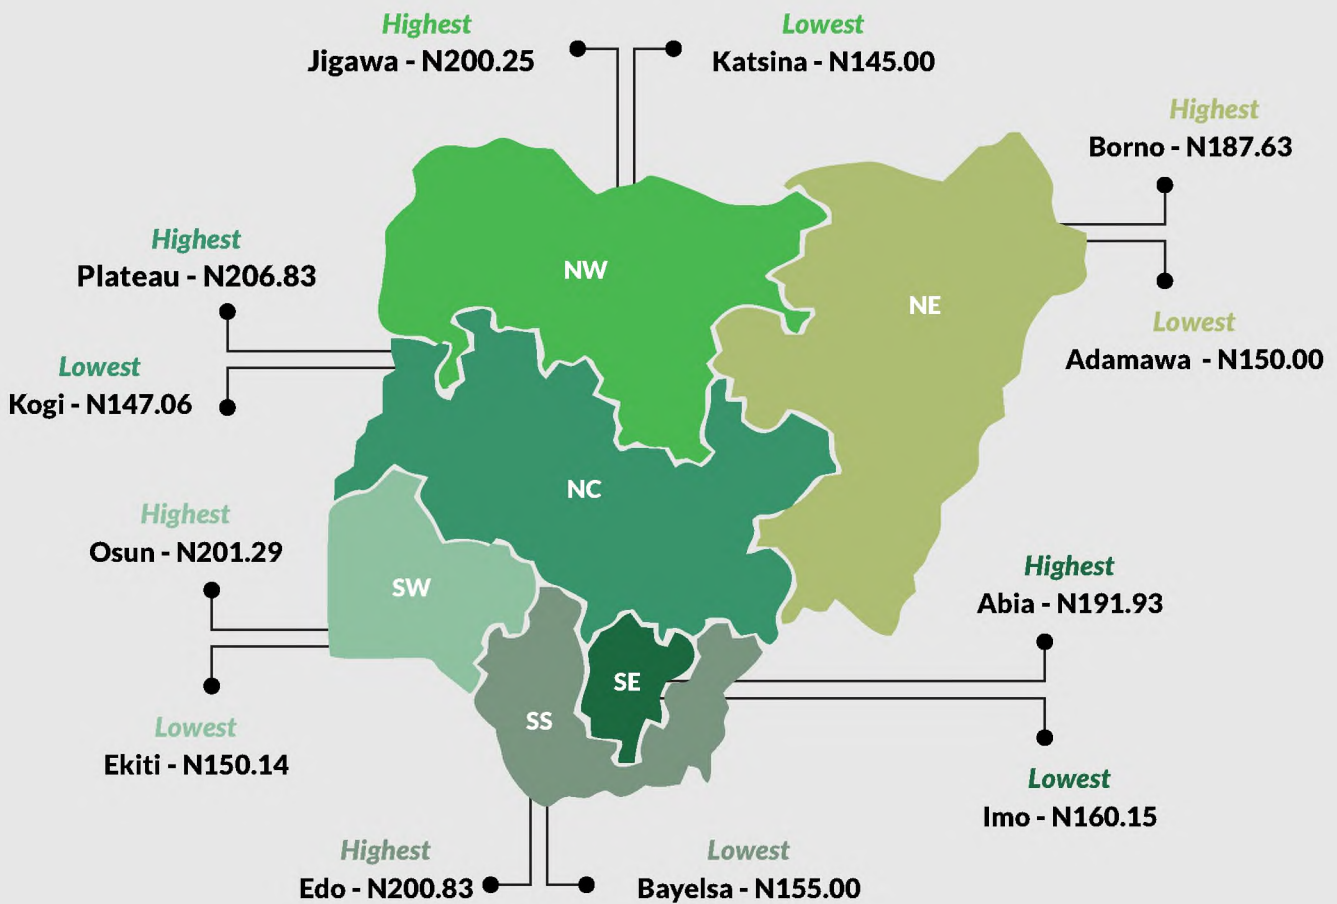 Highest
Jigawa - N200.25
Lowest
Katsina - N145.00
Highest
Borno - N187.63
Highest
Plateau - N206.83
NW
NE
Lowest
Adamawa - N150.00
Lowest
Kogi - N147.06
NC
Highest
Osun - N201.29
SW
Highest
Abia - N191.93
SE
SS
Lowest
Ekiti - N150.14
Lowest
Imo - N160.15
Highest
Edo - N200.83
Lowest
Bayelsa - N155.00